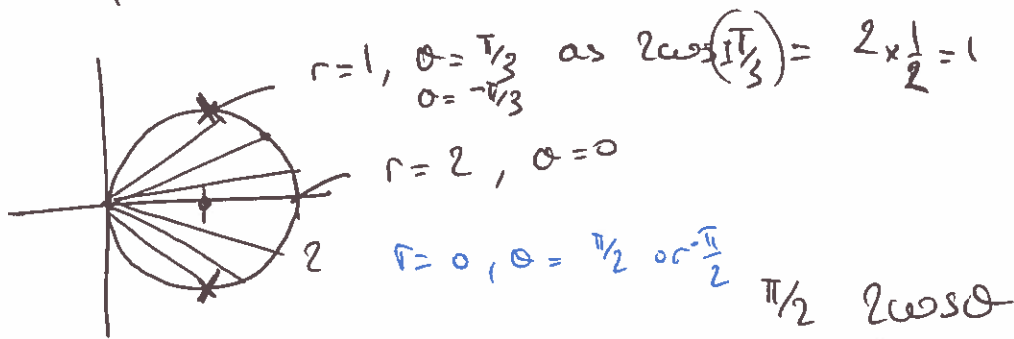 r=1, θ = π/3 as 2cos(±π/3) = 2×1/2 = 1
θ = -π/3
r = 2, θ = 0
2
r = 0, θ = π/2 or -π/2
π/2 2cosθ